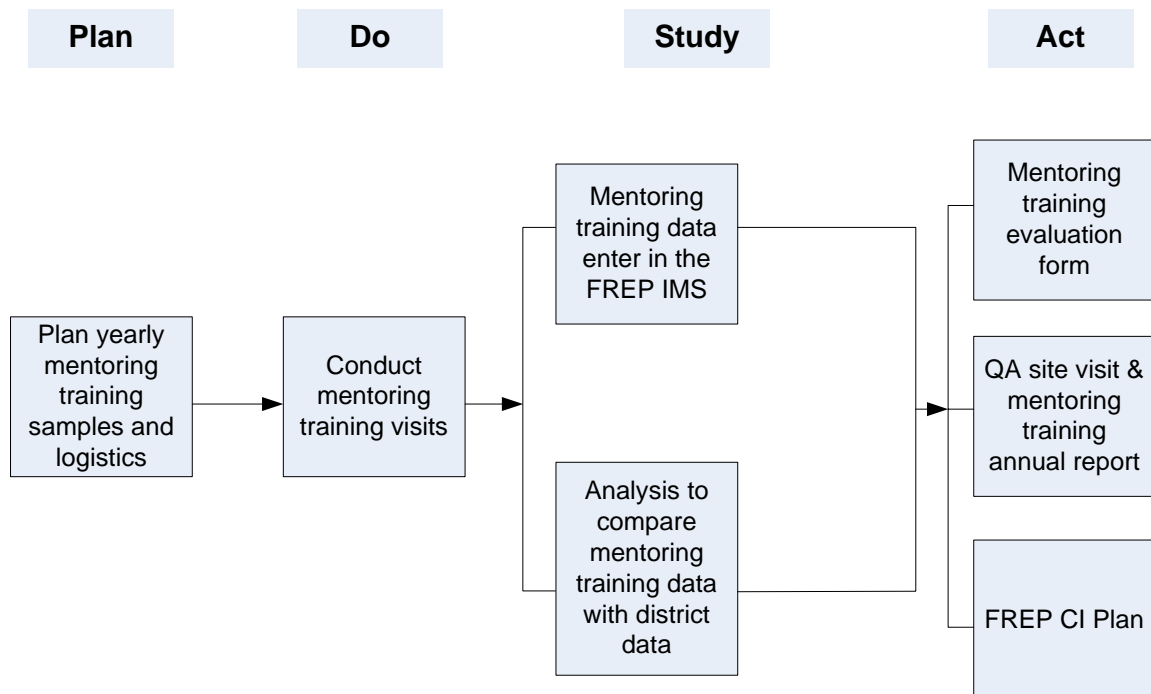 Plan
Do
Study
Act
Plan yearly
mentoring
training
samples and
logistics
Conduct
mentoring
training visits
Mentoring
training data
enter in the
FREP IMS
Analysis to
compare
mentoring
training data
with district
data
Mentoring
training
evaluation
form
QA site visit &
mentoring
training
annual report
FREP CI Plan